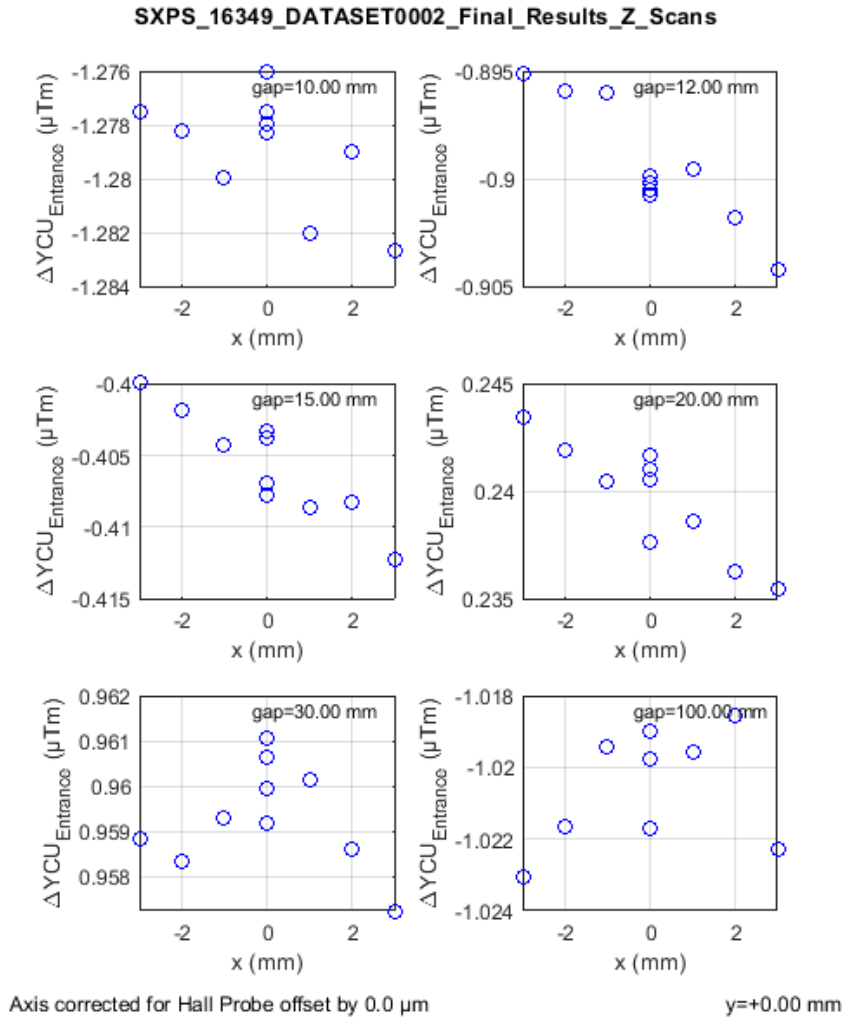 SXPS_16349_DATASET0002_Final_Results_Z_Scans
gap=10.00 mm
ΔYCU_Entrance (μTm)
-1.276
-1.278
-1.28
-1.282
-1.284
-2 0 2
x (mm)
gap=12.00 mm
ΔYCU_Entrance (μTm)
-0.895
-0.9
-0.905
-2 0 2
x (mm)
gap=15.00 mm
ΔYCU_Entrance (μTm)
-0.4
-0.405
-0.41
-0.415
-2 0 2
x (mm)
gap=20.00 mm
ΔYCU_Entrance (μTm)
0.245
0.24
0.235
-2 0 2
x (mm)
gap=30.00 mm
ΔYCU_Entrance (μTm)
0.962
0.961
0.96
0.959
0.958
-2 0 2
x (mm)
gap=100.00 mm
ΔYCU_Entrance (μTm)
-1.018
-1.02
-1.022
-1.024
-2 0 2
x (mm)
Axis corrected for Hall Probe offset by 0.0 μm
y=+0.00 mm